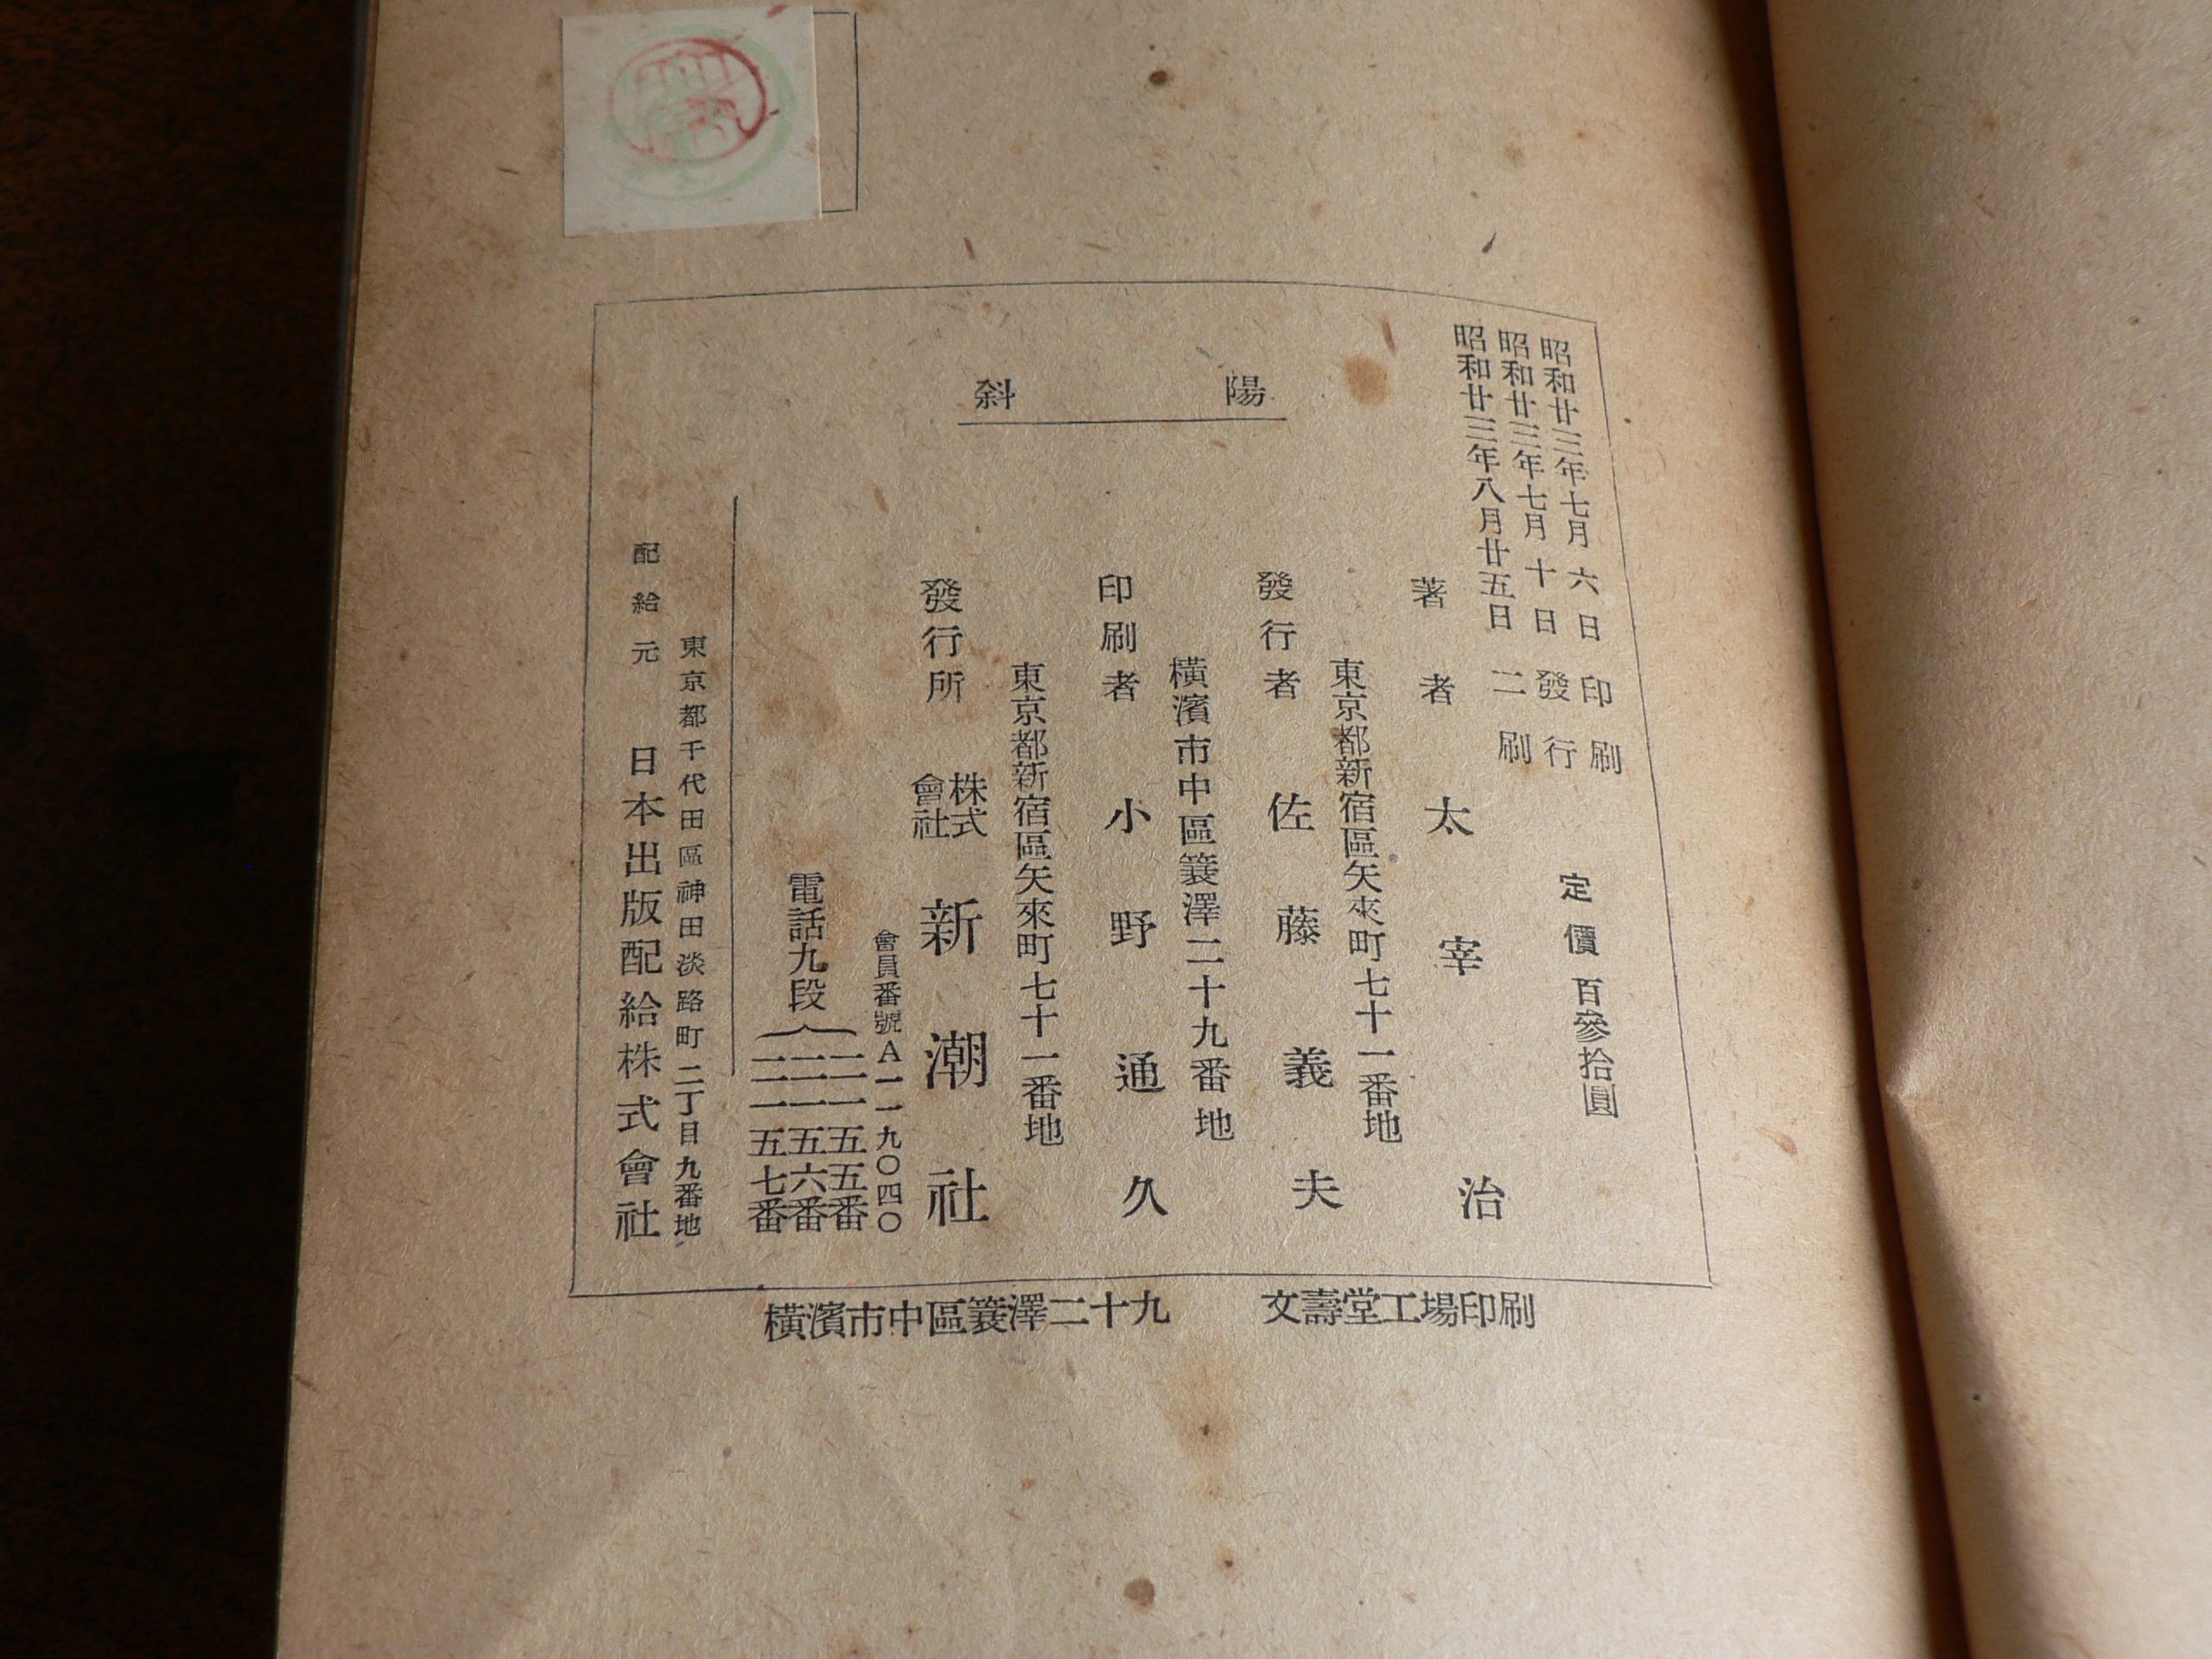 昭和廿三年七月六日印刷
昭和廿三年七月十日發行
昭和廿三年八月廿五日二刷
定價百參拾圓
斜陽
著者 太宰治
東京都新宿區矢來町七十一番地
發行者 佐藤義夫
橫濱市中區簑澤二十九番地
印刷者 小野通久
東京都新宿區矢來町七十一番地
發行所 株式會社 新潮社
會員番號A一一九〇四〇
電話九段
二一五五番
二一五六番
二一五七番
東京都千代田區神田淡路町二丁目九番地
配給元 日本出版配給株式會社
橫濱市中區簑澤二十九 文壽堂工場印刷